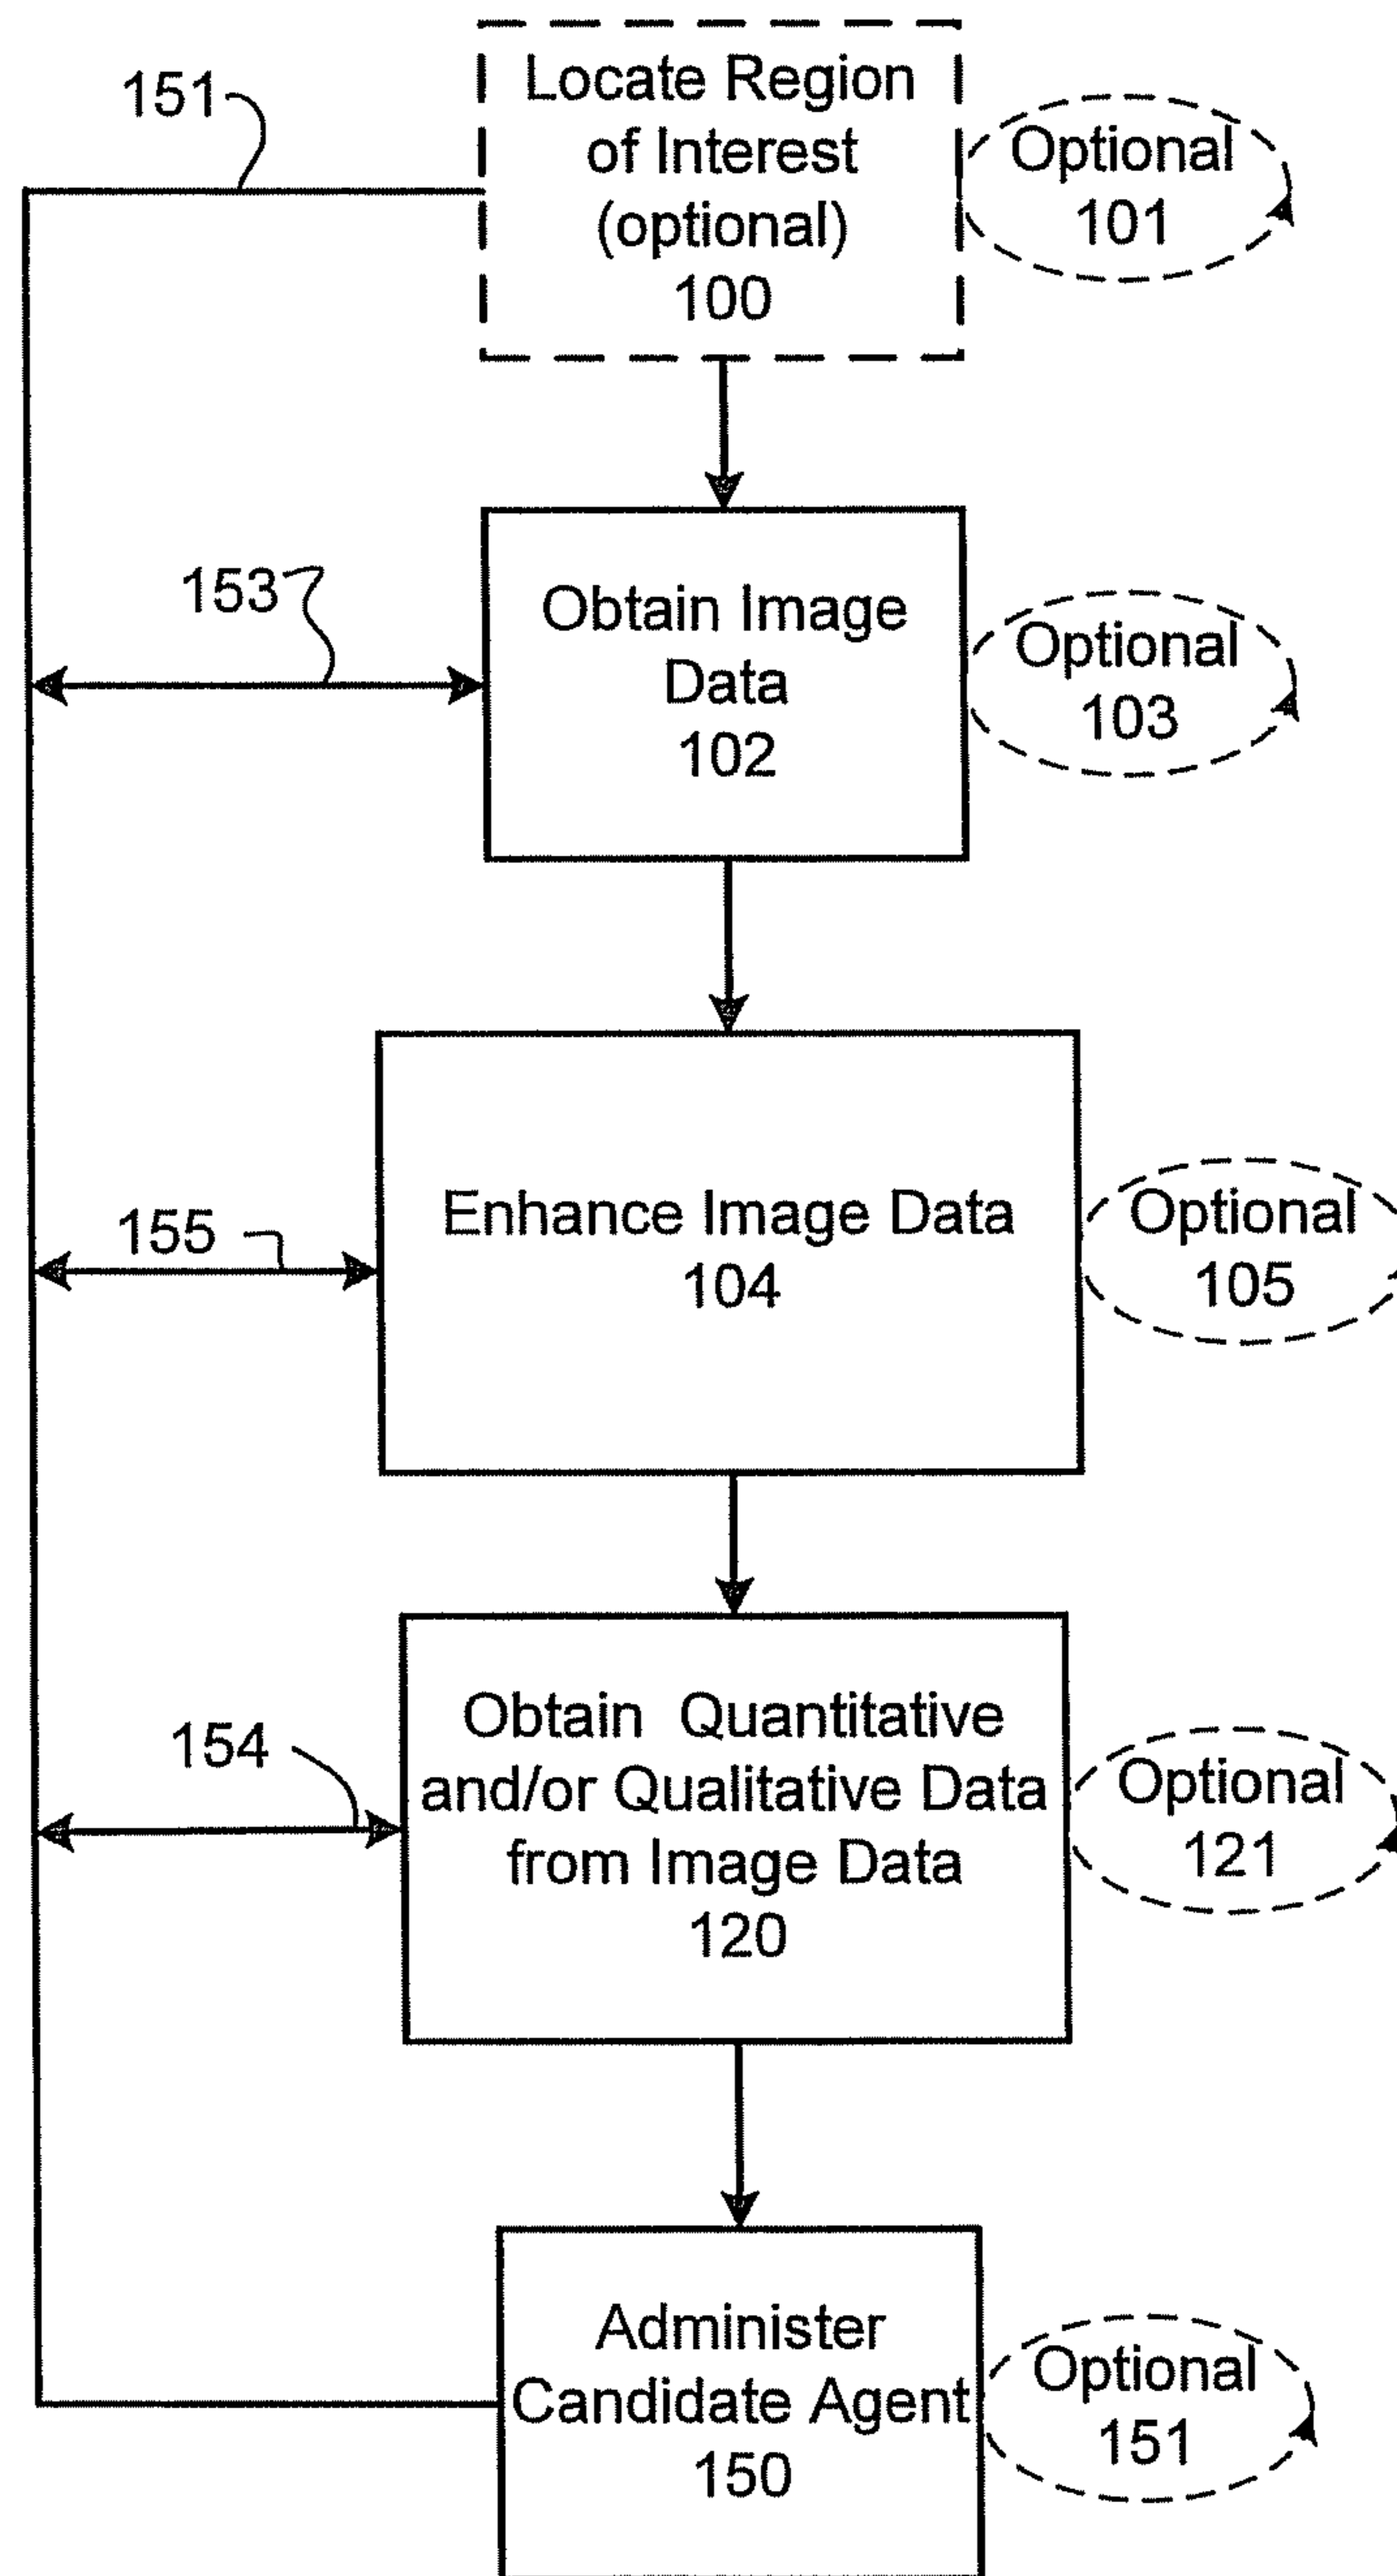 151
Locate Region
of Interest
(optional)
100
Optional
101
153
Obtain Image
Data
102
Optional
103
155
Enhance Image Data
104
Optional
105
154
Obtain Quantitative
and/or Qualitative Data
from Image Data
120
Optional
121
Administer
Candidate Agent
150
Optional
151